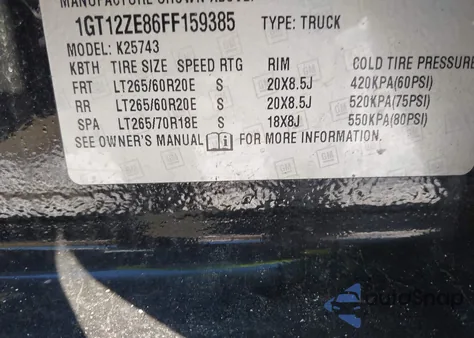 1GT12ZE86FF159385 TYPE: TRUCK
MODEL: K25743
KBTH TIRE SIZE SPEED RTG RIM COLD TIRE PRESSURE
FRT LT265/60R20E S 20X8.5J 420KPA(60PSI)
RR LT265/60R20E S 20X8.5J 520KPA(75PSI)
SPA LT265/70R18E S 18X8J 550KPA(80PSI)
SEE OWNER'S MANUAL FOR MORE INFORMATION.
AutoSnap